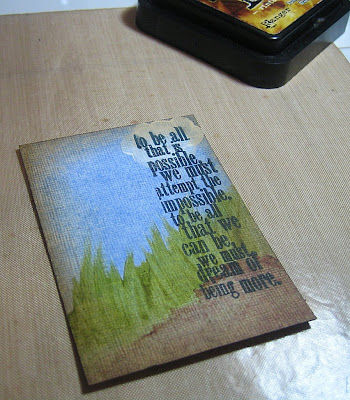 Ranger
to be all
that is
possible,
we must
attempt the
impossible.
to be all
that we
can be,
we must
dream of
being more.